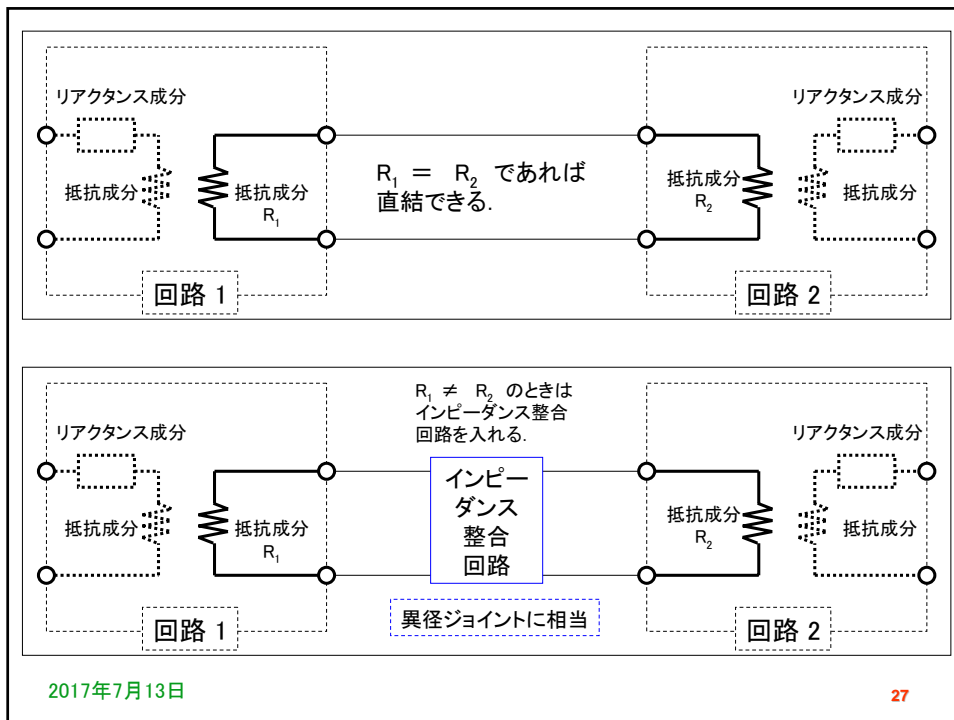 リアクタンス成分
抵抗成分
抵抗成分
R1
R1 = R2 であれば
直結できる.
リアクタンス成分
抵抗成分
R2
抵抗成分
回路 1
回路 2
R1 ≠ R2 のときは
インピーダンス整合
回路を入れる.
リアクタンス成分
抵抗成分
抵抗成分
R1
インピー
ダンス
整合
回路
リアクタンス成分
抵抗成分
R2
抵抗成分
回路 1
異径ジョイントに相当
回路 2
2017年7月13日
27